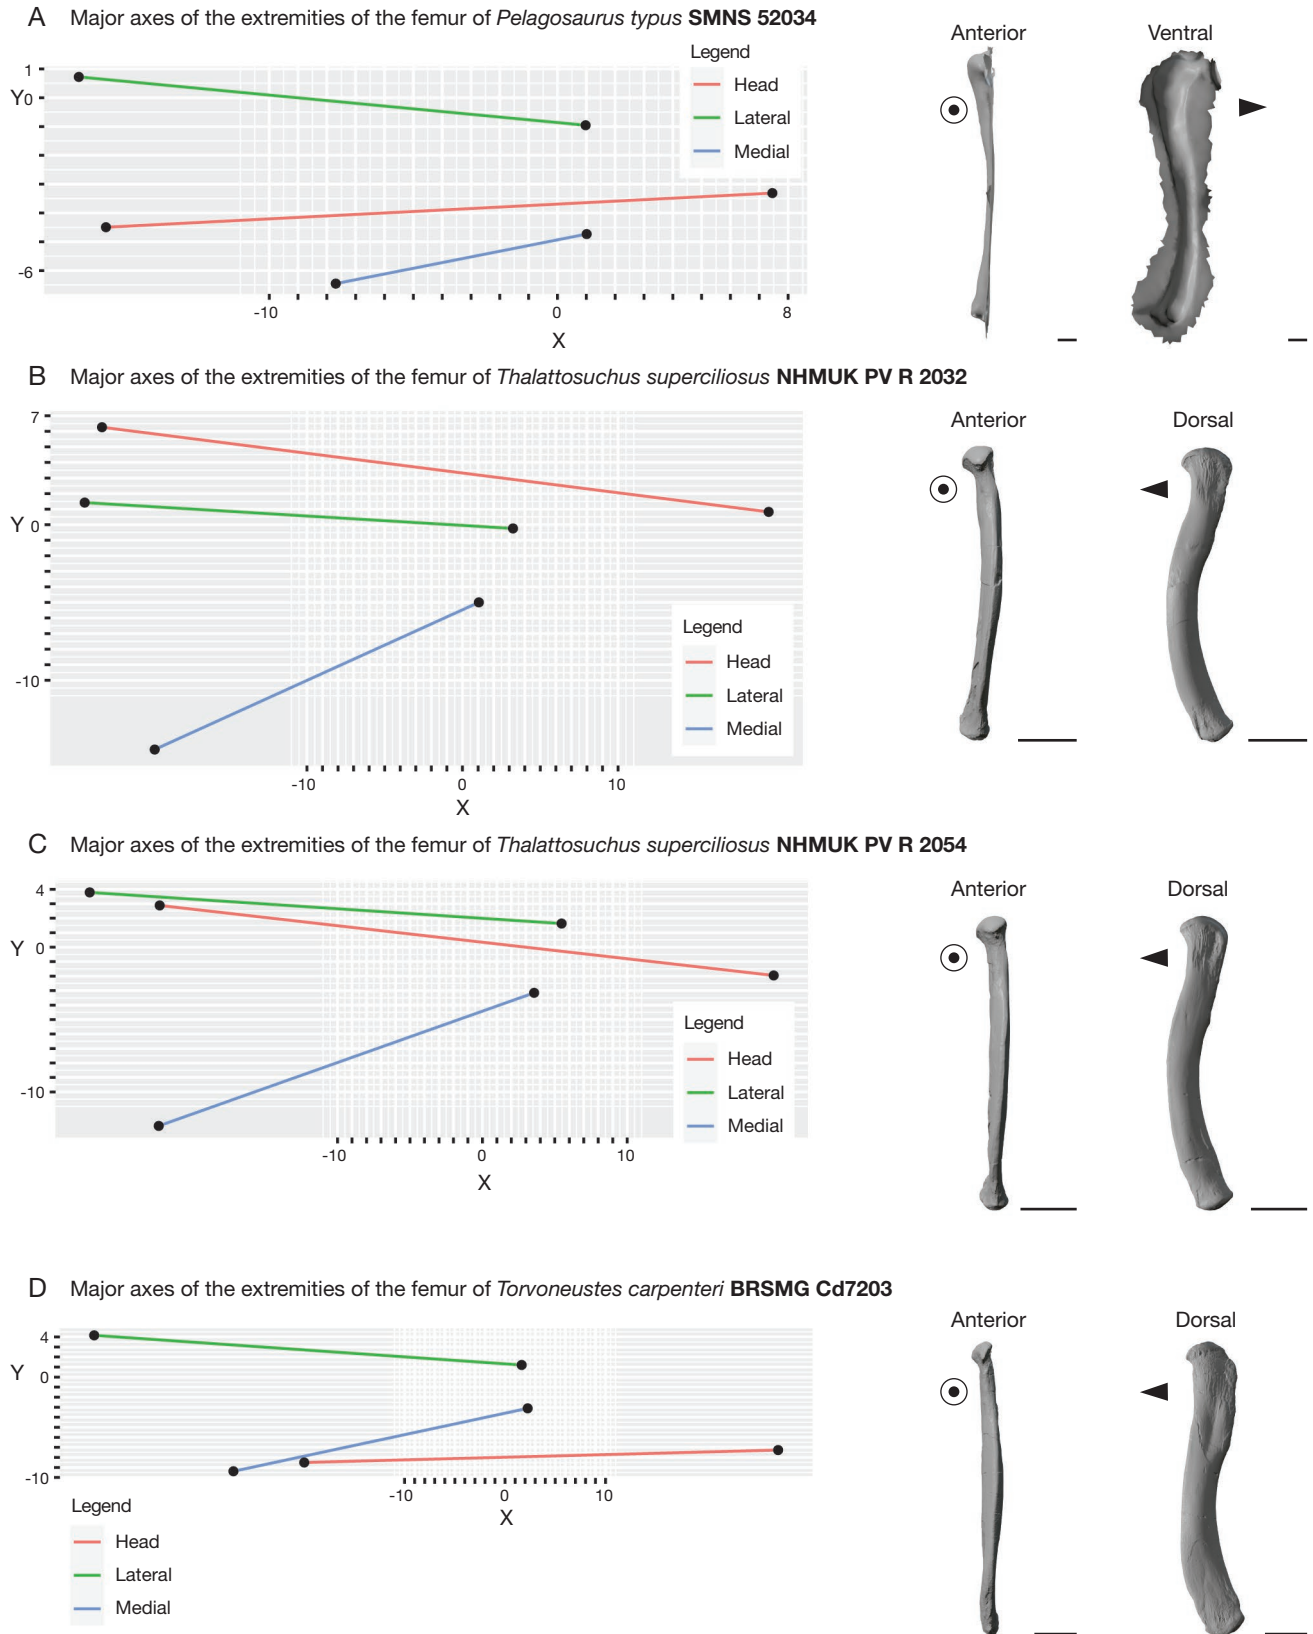 A Major axes of the extremities of the femur of Pelagosaurus typus SMNS 52034
Legend
Head
Lateral
Medial
1
Y 0
-6
-10 0 8
X
Anterior Ventral
B Major axes of the extremities of the femur of Thalattosuchus superciliosus NHMUK PV R 2032
7
Y 0
-10
Legend
Head
Lateral
Medial
-10 0 10
X
Anterior Dorsal
C Major axes of the extremities of the femur of Thalattosuchus superciliosus NHMUK PV R 2054
4
Y 0
-10
Legend
Head
Lateral
Medial
-10 0 10
X
Anterior Dorsal
D Major axes of the extremities of the femur of Torvoneustes carpenteri BRSMG Cd7203
4
Y 0
-10
-10 0 10
X
Legend
Head
Lateral
Medial
Anterior Dorsal